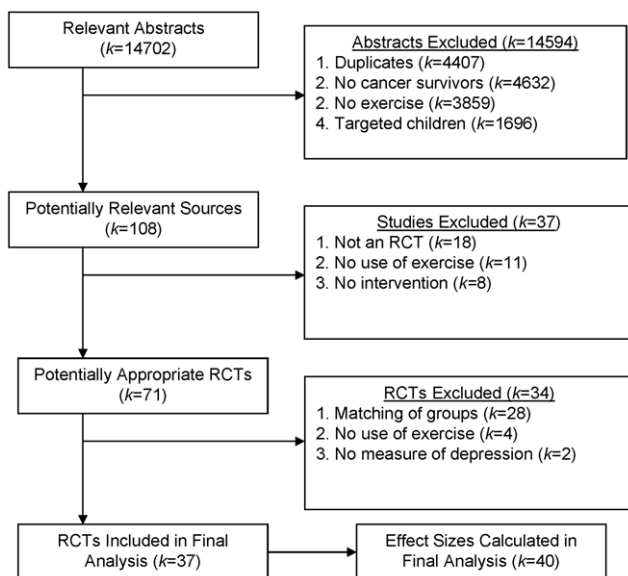 Relevant Abstracts
(k=14702)
Abstracts Excluded (k=14594)
1. Duplicates (k=4407)
2. No cancer survivors (k=4632)
2. No exercise (k=3859)
4. Targeted children (k=1696)
Potentially Relevant Sources
(k=108)
Studies Excluded (k=37)
1. Not an RCT (k=18)
2. No use of exercise (k=11)
3. No intervention (k=8)
Potentially Appropriate RCTs
(k=71)
RCTs Excluded (k=34)
1. Matching of groups (k=28)
2. No use of exercise (k=4)
3. No measure of depression (k=2)
RCTs Included in Final
Analysis (k=37)
Effect Sizes Calculated in
Final Analysis (k=40)